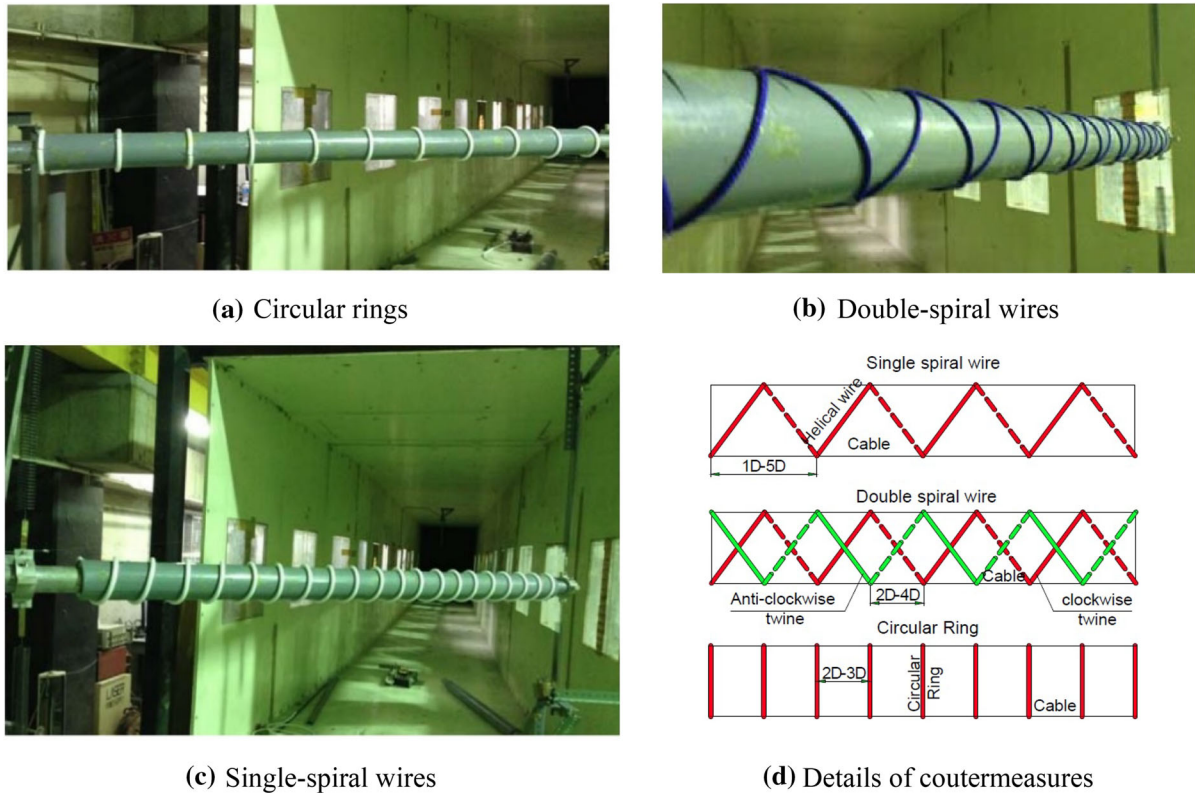 (a) Circular rings
(b) Double-spiral wires
Single spiral wire
Helical wire
Cable
1D-5D
Double spiral wire
Cable
Anti-clockwise
twine
2D-4D
clockwise
twine
Circular Ring
2D-3D
Circular
Ring
Cable
LASER
(c) Single-spiral wires
(d) Details of coutermeasures